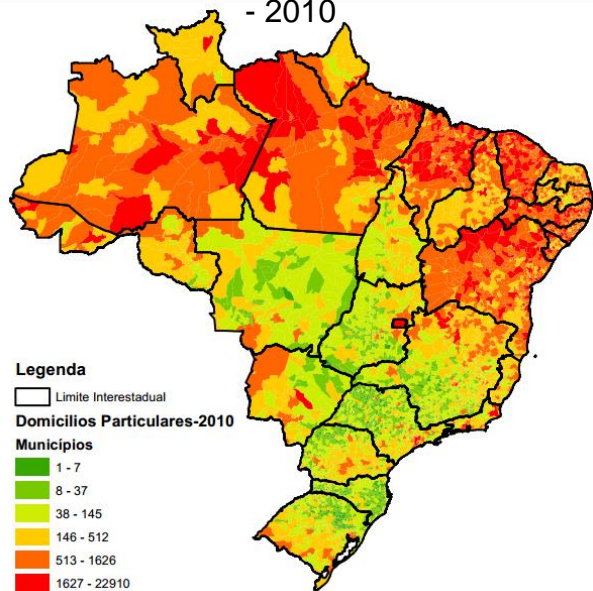 - 2010
Legenda
Limite Interestadual
Domicilios Particulares-2010
Municípios
1 - 7
8 - 37
38 - 145
146 - 512
513 - 1626
1627 - 22910